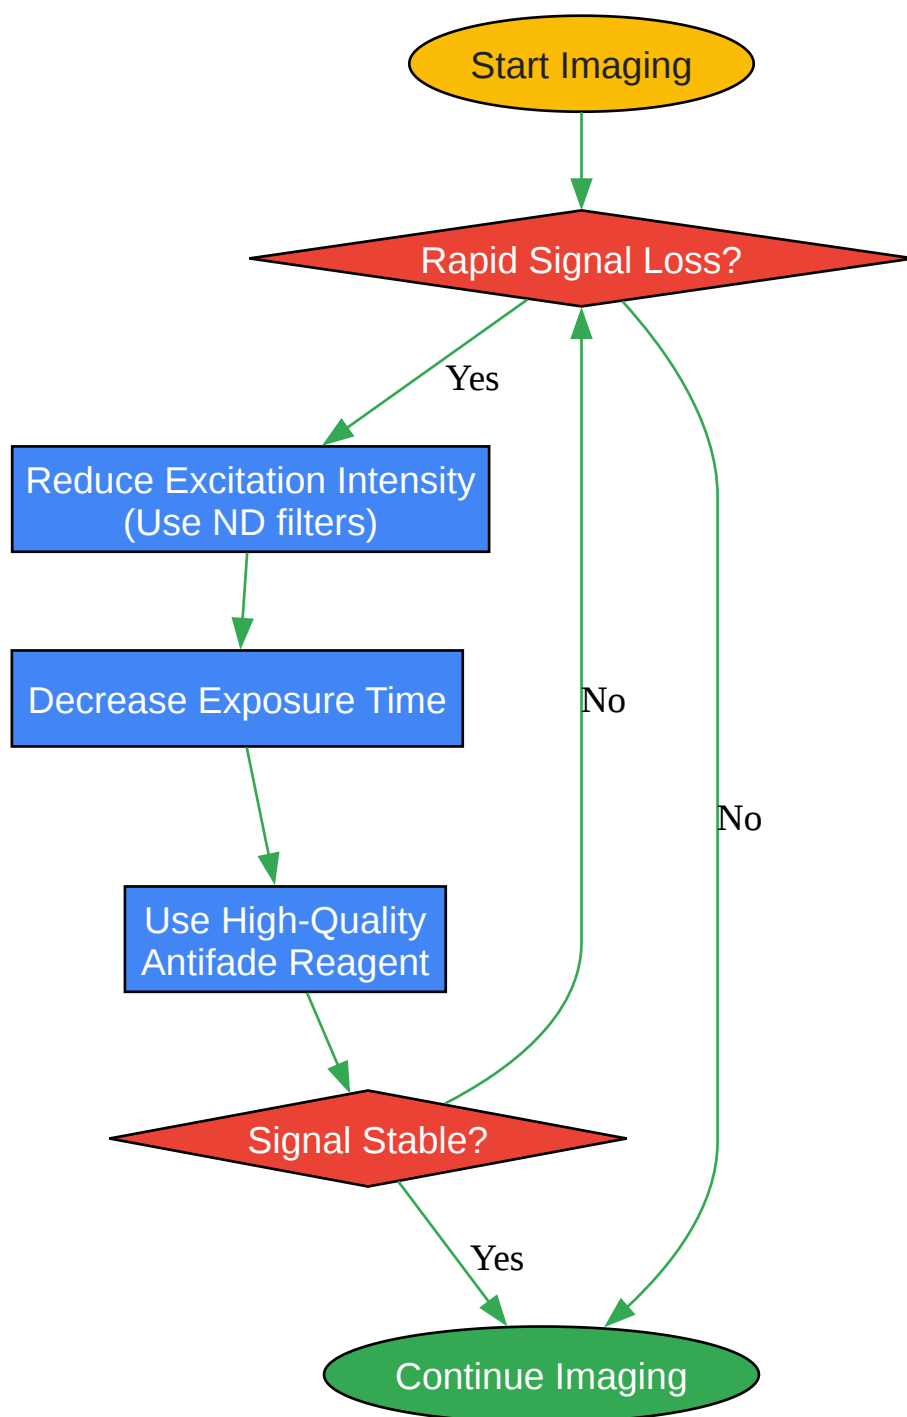 Start Imaging
Rapid Signal Loss?
Yes
Reduce Excitation Intensity
(Use ND filters)
Decrease Exposure Time
No
No
Use High-Quality
Antifade Reagent
Signal Stable?
Yes
Continue Imaging